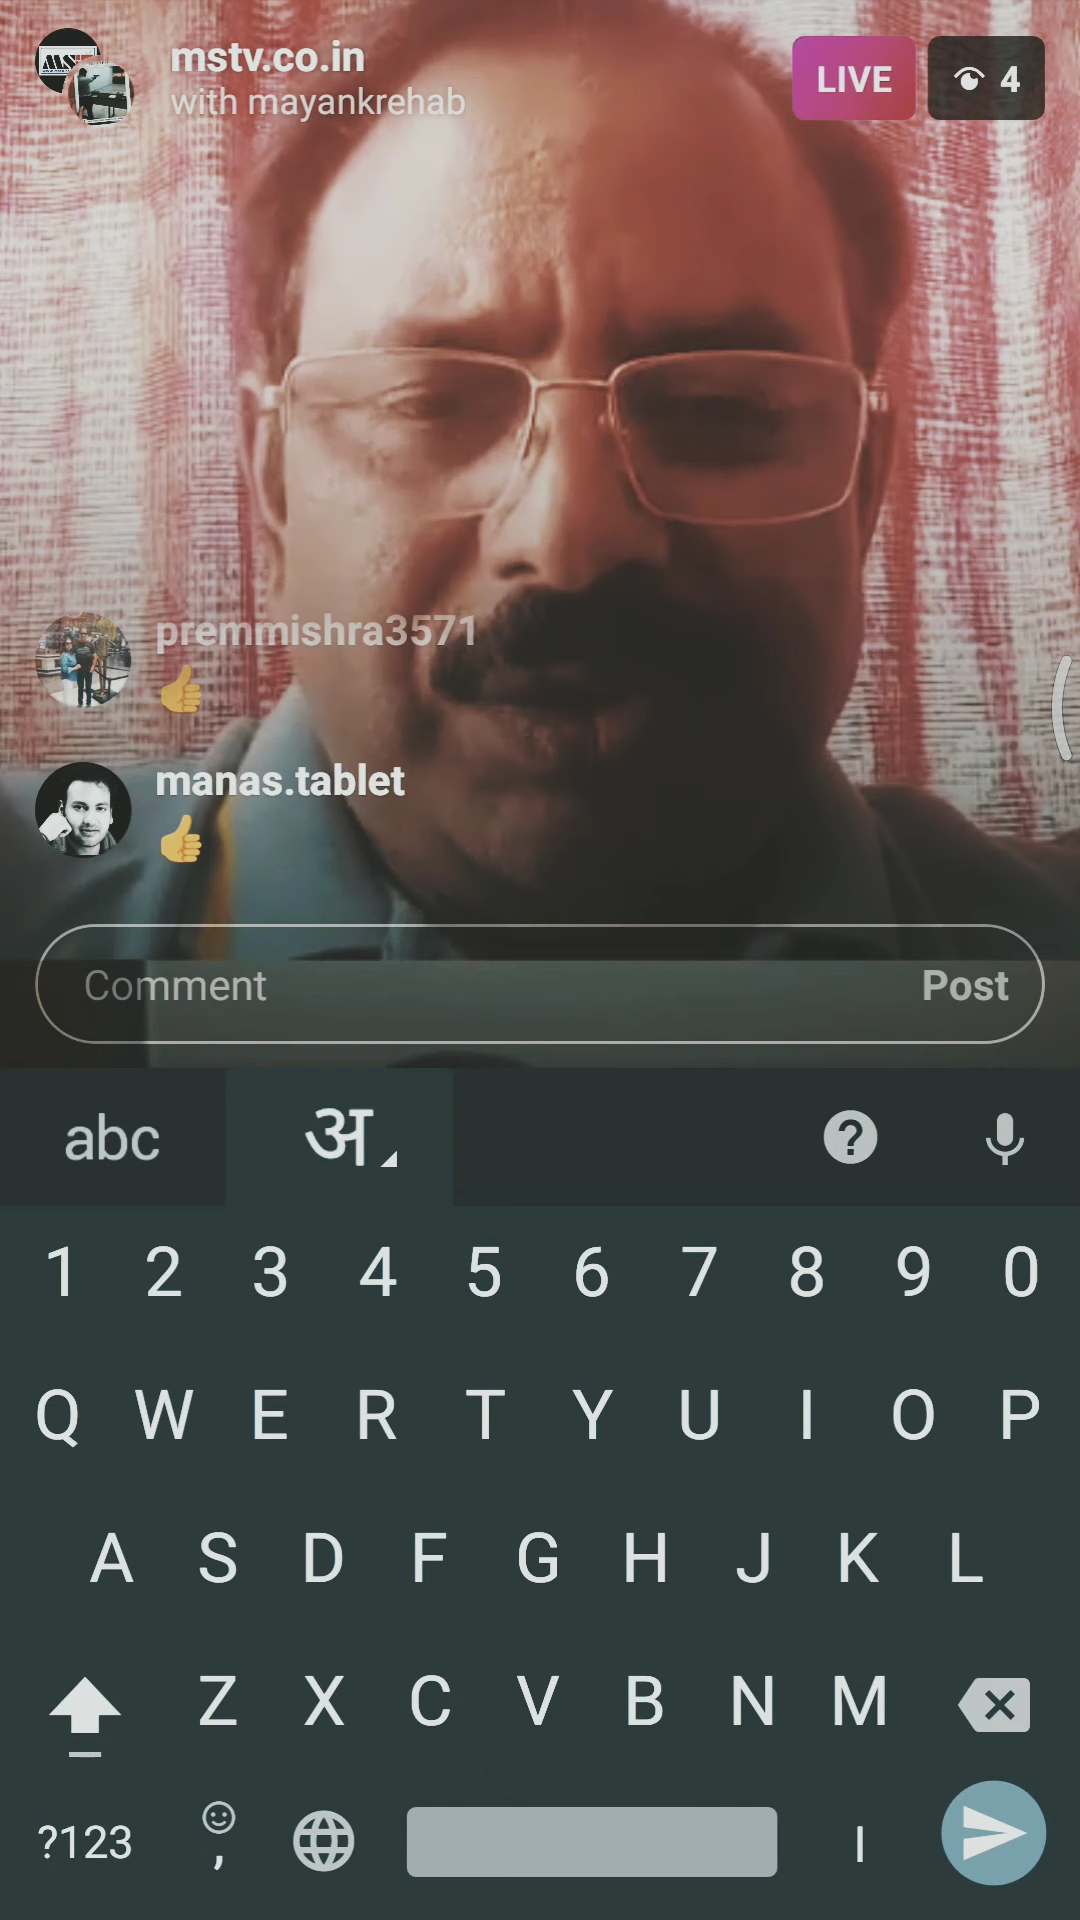 mstv.co.in
with mayankrehab
LIVE
4
premmishra3571
👍
manas.tablet
👍
Comment
Post
abc
अ
1 2 3 4 5 6 7 8 9 0
Q W E R T Y U I O P
A S D F G H J K L
Z X C V B N M
?123
,
।